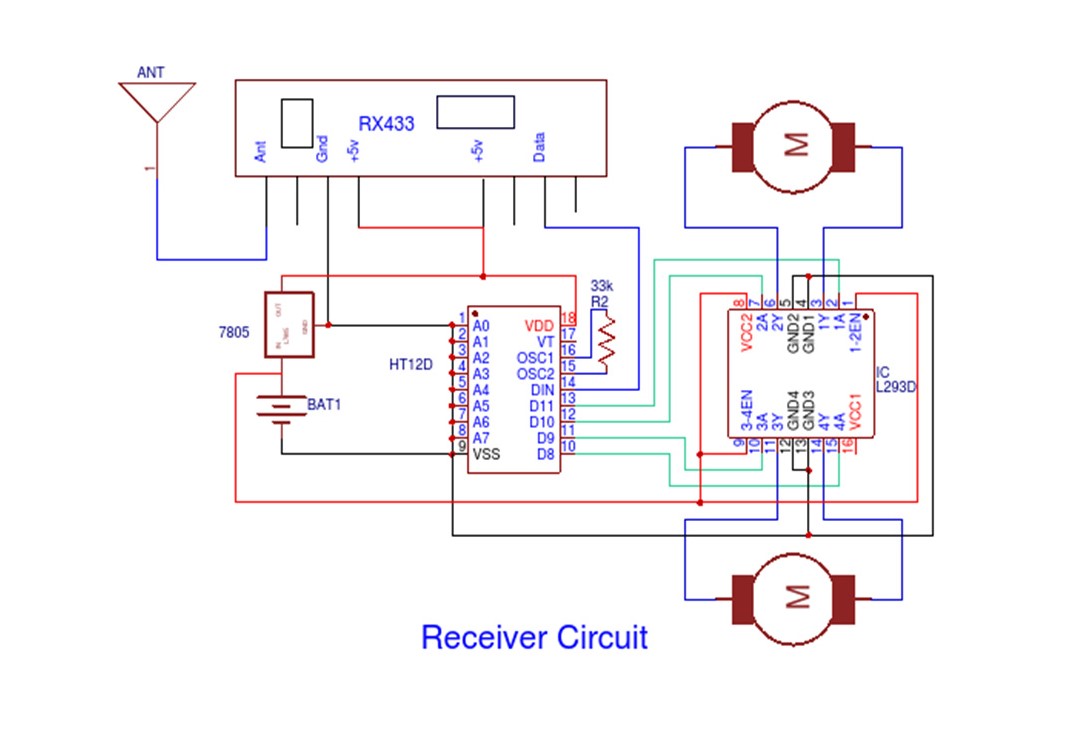 ANT
1
RX433
Ant
Gnd
+5v
+5v
Data
M
7805
OUT
GND
IN
BAT1
HT12D
1 A0
2 A1
3 A2
4 A3
5 A4
6 A5
7 A6
8 A7
9 VSS
VDD 18
VT 17
OSC1 16
OSC2 15
DIN 14
D11 13
D10 12
D9 11
D8 10
33k
R2
8 7 6 5 4 3 2 1
VCC2
2A
2Y
GND2
GND1
1Y
1A
1-2EN
IC
L293D
3-4EN
3A
3Y
GND4
GND3
4Y
4A
VCC1
9 10 11 12 13 14 15 16
M
Receiver Circuit